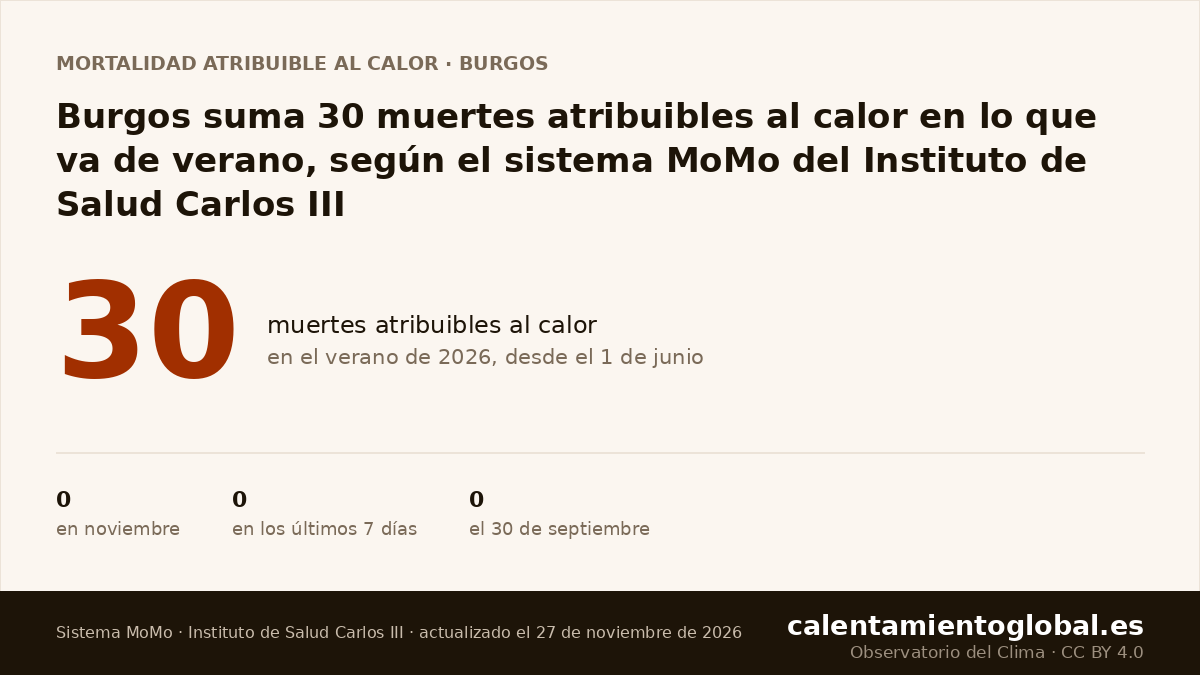 MORTALIDAD ATRIBUIBLE AL CALOR · BURGOS
Burgos suma 30 muertes atribuibles al calor en lo que
va de verano, según el sistema MoMo del Instituto de
Salud Carlos III
30
muertes atribuibles al calor
en el verano de 2026, desde el 1 de junio
0
en noviembre
0
en los últimos 7 días
0
el 30 de septiembre
Sistema MoMo · Instituto de Salud Carlos III · actualizado el 27 de noviembre de 2026
calentamientoglobal.es
Observatorio del Clima · CC BY 4.0